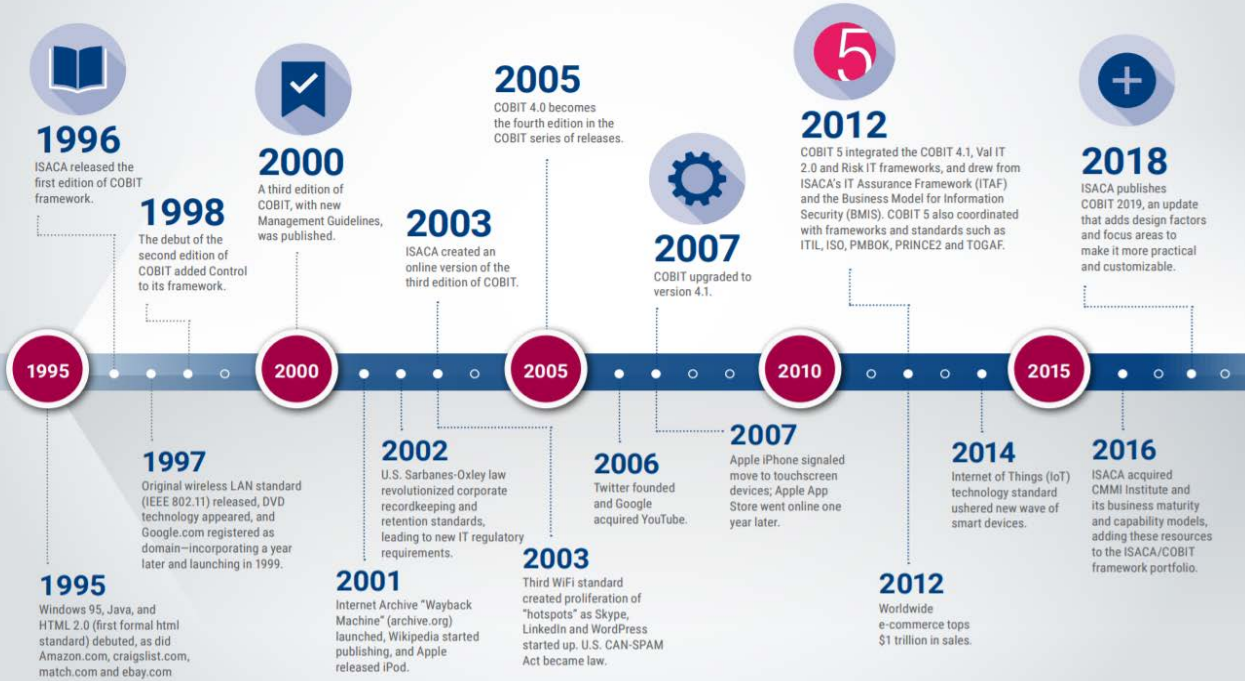 1996
ISACA released the
first edition of COBIT
framework.
1998
The debut of the
second edition of
COBIT added Control
to its framework.
2000
A third edition of
COBIT, with new
Management Guidelines,
was published.
2003
ISACA created an
online version of the
third edition of COBIT.
2005
COBIT 4.0 becomes
the fourth edition in the
COBIT series of releases.
2007
COBIT upgraded to
version 4.1.
5
2012
COBIT 5 integrated the COBIT 4.1, Val IT
2.0 and Risk IT frameworks, and drew from
ISACA's IT Assurance Framework (ITAF)
and the Business Model for Information
Security (BMIS). COBIT 5 also coordinated
with frameworks and standards such as
ITIL, ISO, PMBOK, PRINCE2 and TOGAF.
2018
ISACA publishes
COBIT 2019, an update
that adds design factors
and focus areas to
make it more practical
and customizable.
1995
2000
2005
2010
2015
1995
Windows 95, Java, and
HTML 2.0 (first formal html
standard) debuted, as did
Amazon.com, craigslist.com,
match.com and ebay.com
1997
Original wireless LAN standard
(IEEE 802.11) released, DVD
technology appeared, and
Google.com registered as
domain—incorporating a year
later and launching in 1999.
2001
Internet Archive "Wayback
Machine" (archive.org)
launched, Wikipedia started
publishing, and Apple
released iPod.
2002
U.S. Sarbanes-Oxley law
revolutionized corporate
recordkeeping and
retention standards,
leading to new IT regulatory
requirements.
2003
Third WiFi standard
created proliferation of
"hotspots" as Skype,
LinkedIn and WordPress
started up. U.S. CAN-SPAM
Act became law.
2006
Twitter founded
and Google
acquired YouTube.
2007
Apple iPhone signaled
move to touchscreen
devices; Apple App
Store went online one
year later.
2012
Worldwide
e-commerce tops
$1 trillion in sales.
2014
Internet of Things (IoT)
technology standard
ushered new wave of
smart devices.
2016
ISACA acquired
CMMI Institute and
its business maturity
and capability models,
adding these resources
to the ISACA/COBIT
framework portfolio.